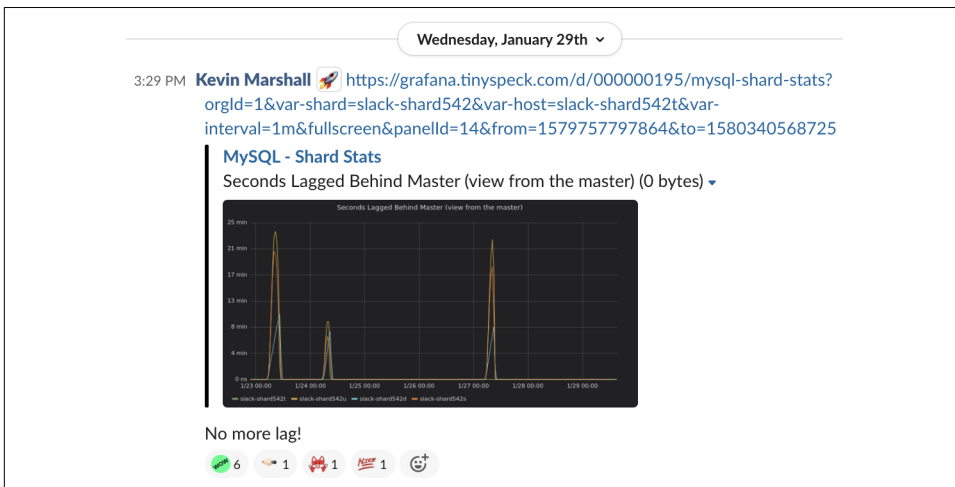 Wednesday, January 29th
3:29 PM Kevin Marshall https://grafana.tinyspeck.com/d/000000195/mysql-shard-stats?
orgId=1&var-shard=slack-shard542&var-host=slack-shard542t&var-
interval=1m&fullscreen&panelId=14&from=1579757797864&to=1580340568725
MySQL - Shard Stats
Seconds Lagged Behind Master (view from the master) (0 bytes)
Seconds Lagged Behind Master (view from the master)
25 min
21 min
17 min
13 min
8 min
4 min
0 ns
1/23 00:00 1/24 00:00 1/25 00:00 1/26 00:00 1/27 00:00 1/28 00:00 1/29 00:00
slack-shard542t slack-shard542u slack-shard542d slack-shard542s
No more lag!
WOW 6 1 1 NICE 1